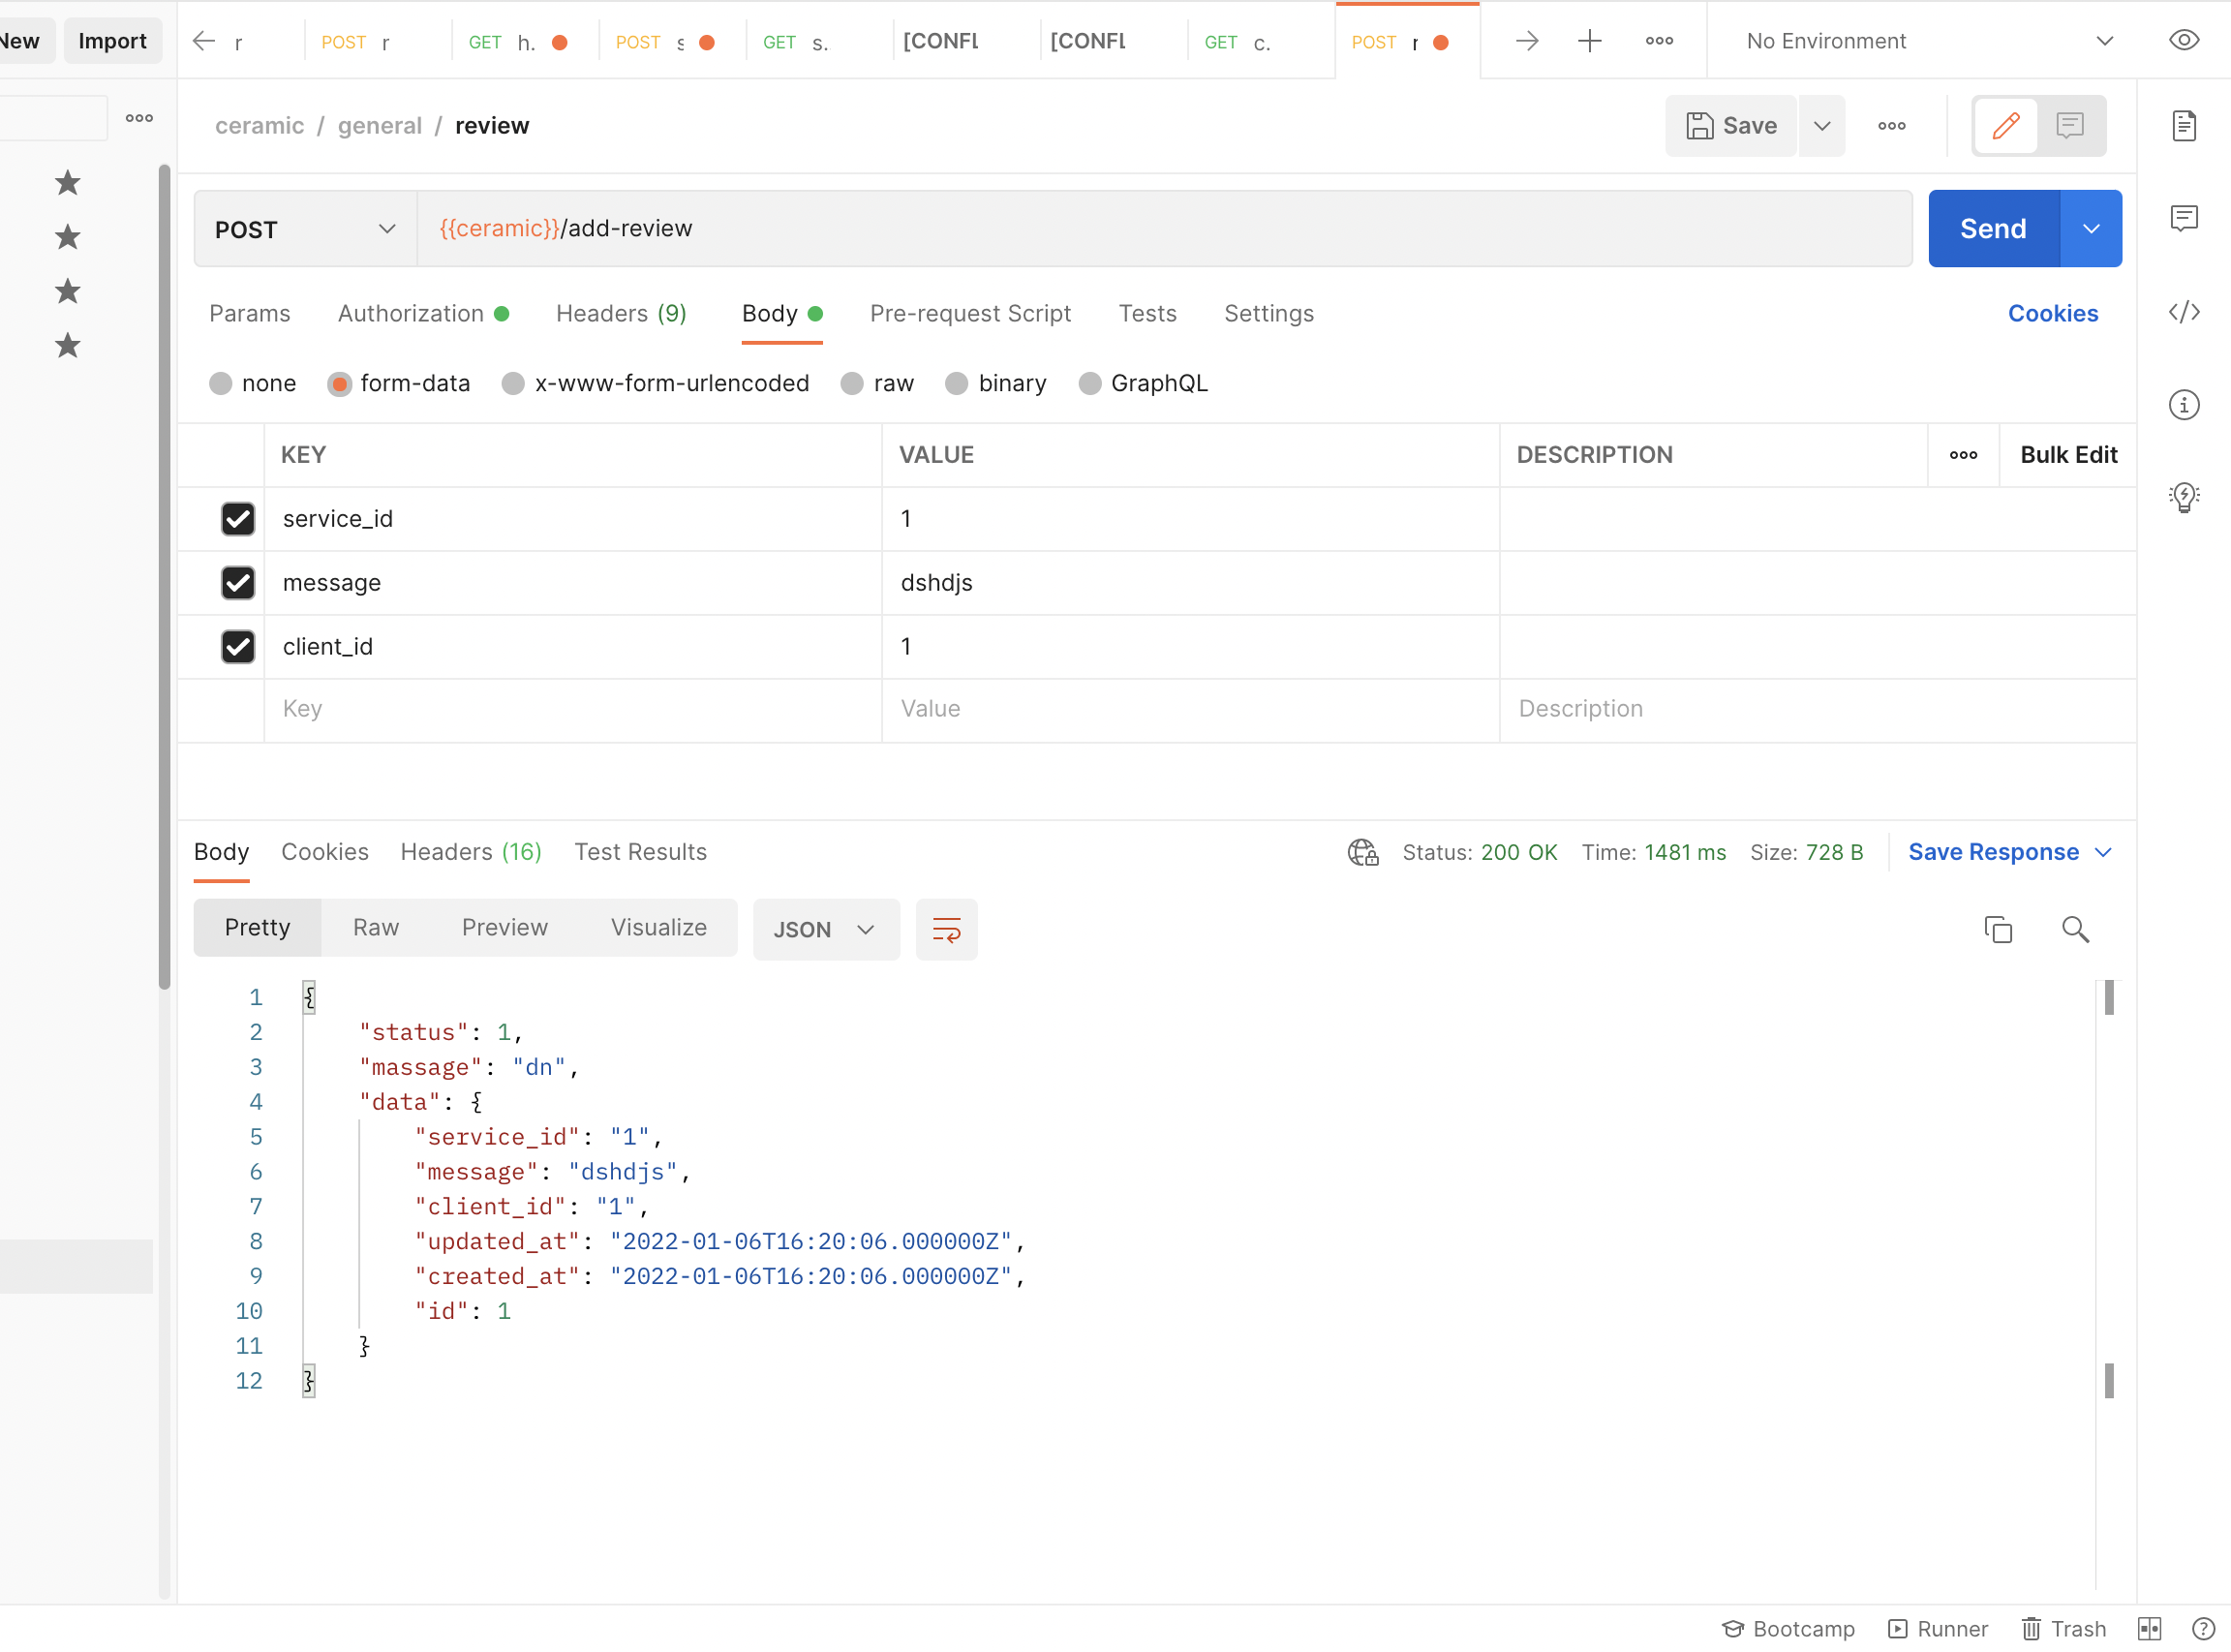 New Import r POST r GET h. POST s GET s. [CONFL [CONFL GET c. POST r No Environment
ceramic / general / review Save
POST {{ceramic}}/add-review Send
Params Authorization Headers (9) Body Pre-request Script Tests Settings Cookies
none form-data x-www-form-urlencoded raw binary GraphQL
KEY VALUE DESCRIPTION Bulk Edit
service_id 1
message dshdjs
client_id 1
Key Value Description
Body Cookies Headers (16) Test Results Status: 200 OK Time: 1481 ms Size: 728 B Save Response
Pretty Raw Preview Visualize JSON
1 {
2 "status": 1,
3 "massage": "dn",
4 "data": {
5 "service_id": "1",
6 "message": "dshdjs",
7 "client_id": "1",
8 "updated_at": "2022-01-06T16:20:06.000000Z",
9 "created_at": "2022-01-06T16:20:06.000000Z",
10 "id": 1
11 }
12 }
Bootcamp Runner Trash